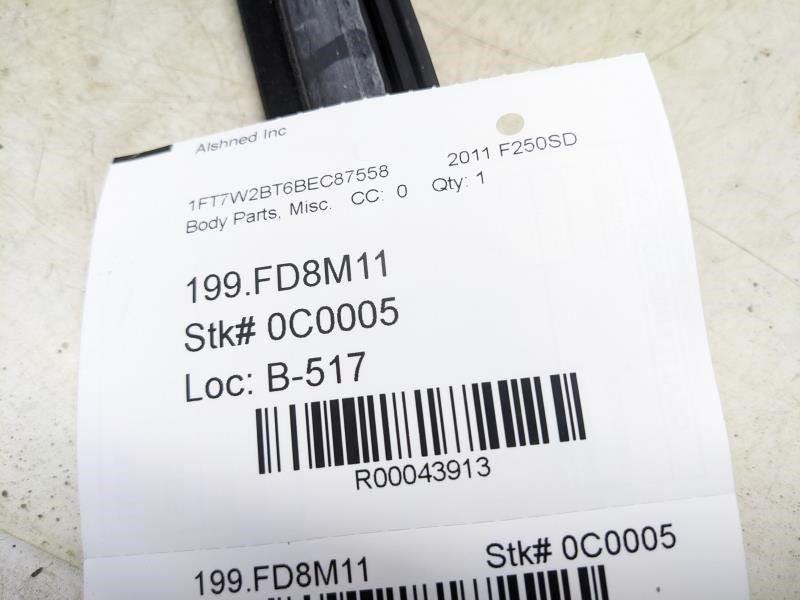 Alshned Inc
1FT7W2BT6BEC87558 2011 F250SD
Body Parts, Misc. CC: 0 Qty: 1
199.FD8M11
Stk# 0C0005
Loc: B-517
R00043913
199.FD8M11 Stk# 0C0005